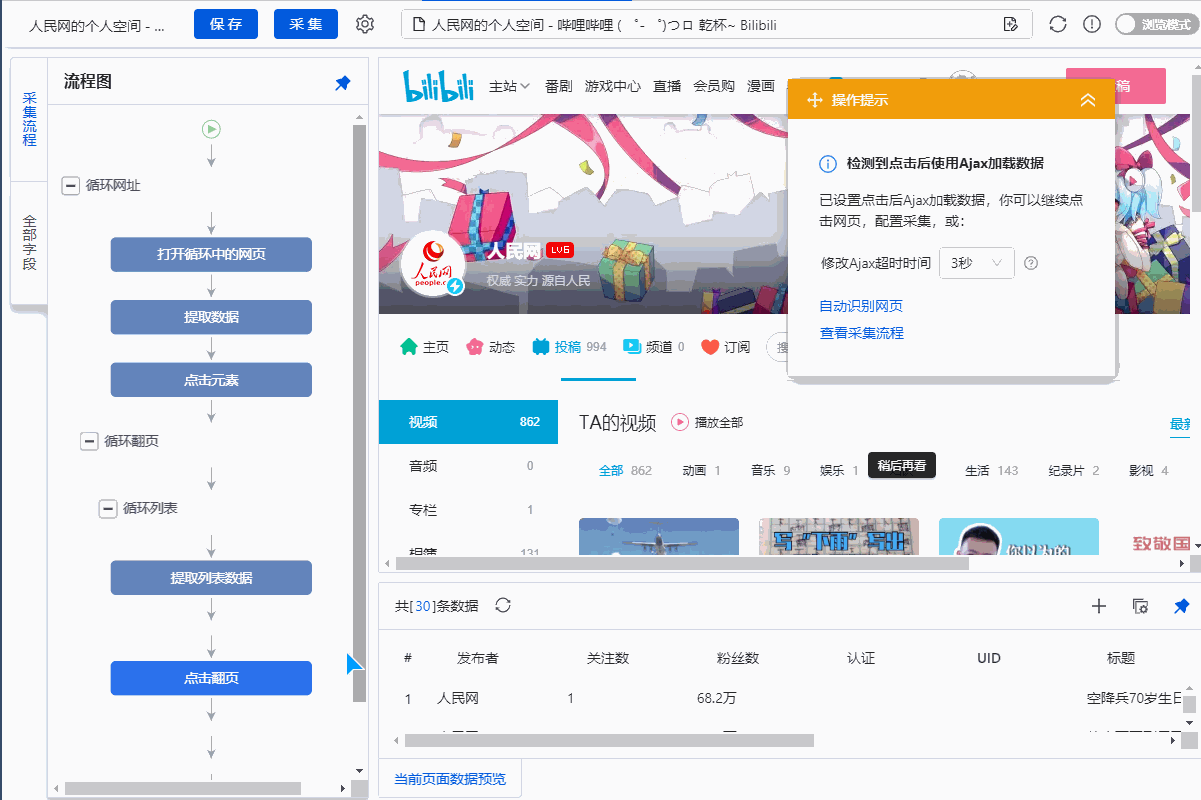 人民网的个人空间 - ...
保 存
采 集
人民网的个人空间 - 哔哩哔哩 ( ゜- ゜)つロ 乾杯~ Bilibili
浏览模式
采集流程
全部字段
流程图
循环网址
打开循环中的网页
提取数据
点击元素
循环翻页
循环列表
提取列表数据
点击翻页
bilibili
主站
番剧
游戏中心
直播
会员购
漫画
稿
操作提示
检测到点击后使用Ajax加载数据
已设置点击后Ajax加载数据，你可以继续点
击网页，配置采集，或：
修改Ajax超时时间
3秒
自动识别网页
查看采集流程
人民网
people.c
人民网
LV6
权威 实力 源自人民
主页
动态
投稿 994
频道 0
订阅
搜
视频 862
音频 0
专栏 1
相簿 131
TA的视频
播放全部
最新
全部 862
动画 1
音乐 9
娱乐 1
稍后再看
生活 143
纪录片 2
影视 4
写"下面"写出
你以为的
致敬国
共[30]条数据
# 发布者 关注数 粉丝数 认证 UID 标题
1 人民网 1 68.2万 空降兵70岁生日
当前页面数据预览